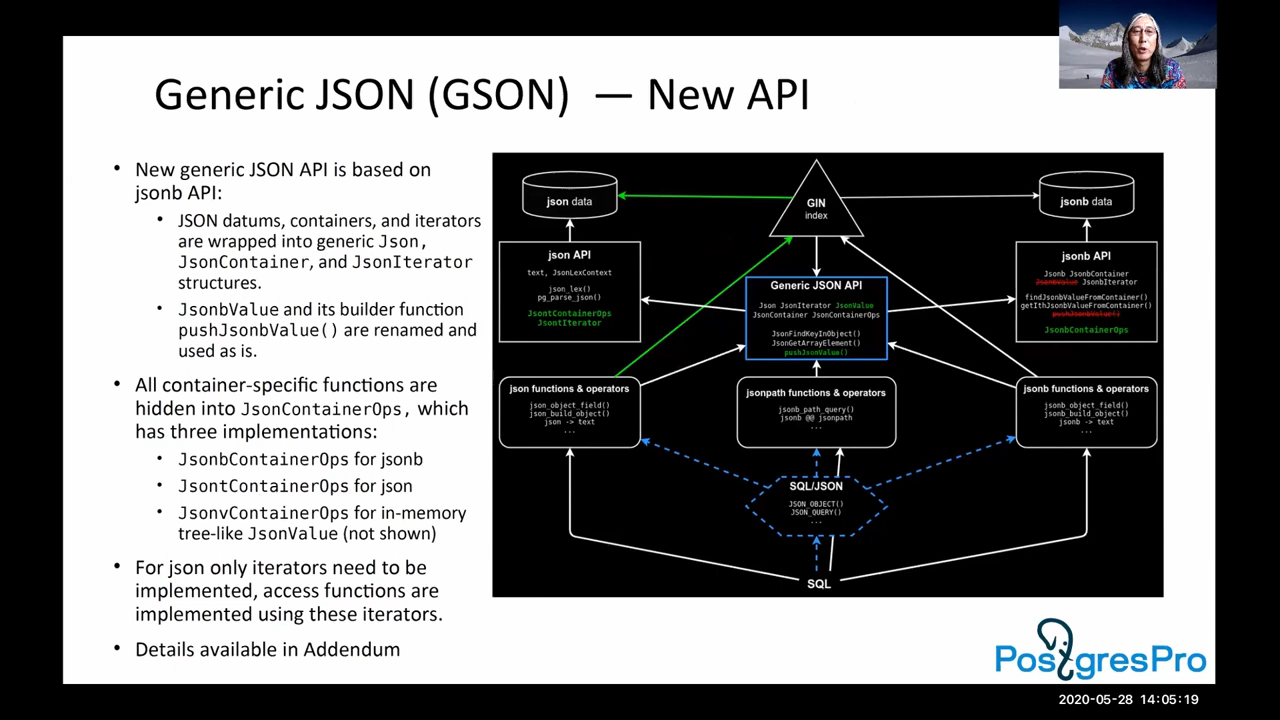 Generic JSON (GSON) — New API
• New generic JSON API is based on
jsonb API:
• JSON datums, containers, and iterators
are wrapped into generic Json,
JsonContainer, and JsonIterator
structures.
• JsonbValue and its builder function
pushJsonbValue() are renamed and
used as is.
• All container-specific functions are
hidden into JsonContainerOps, which
has three implementations:
• JsonbContainerOps for jsonb
• JsontContainerOps for json
• JsonvContainerOps for in-memory
tree-like JsonValue (not shown)
• For json only iterators need to be
implemented, access functions are
implemented using these iterators.
• Details available in Addendum
json data
GIN
index
jsonb data
json API
text, JsonLexContext
json_lex()
pg_parse_json()
JsontContainerOps
JsontIterator
Generic JSON API
Json JsonIterator JsonValue
JsonContainer JsonContainerOps
JsonFindKeyInObject()
JsonGetArrayElement()
pushJsonValue()
jsonb API
Jsonb JsonbContainer
JsonbValue JsonbIterator
findJsonbValueFromContainer()
getIthJsonbValueFromContainer()
pushJsonbValue()
JsonbContainerOps
json functions & operators
json_object_field()
json_build_object()
json -> text
...
jsonpath functions & operators
jsonb_path_query()
jsonb @@ jsonpath
...
jsonb functions & operators
jsonb_object_field()
jsonb_build_object()
jsonb -> text
...
SQL/JSON
JSON_OBJECT()
JSON_QUERY()
...
SQL
PostgresPro
2020-05-28 14:05:19